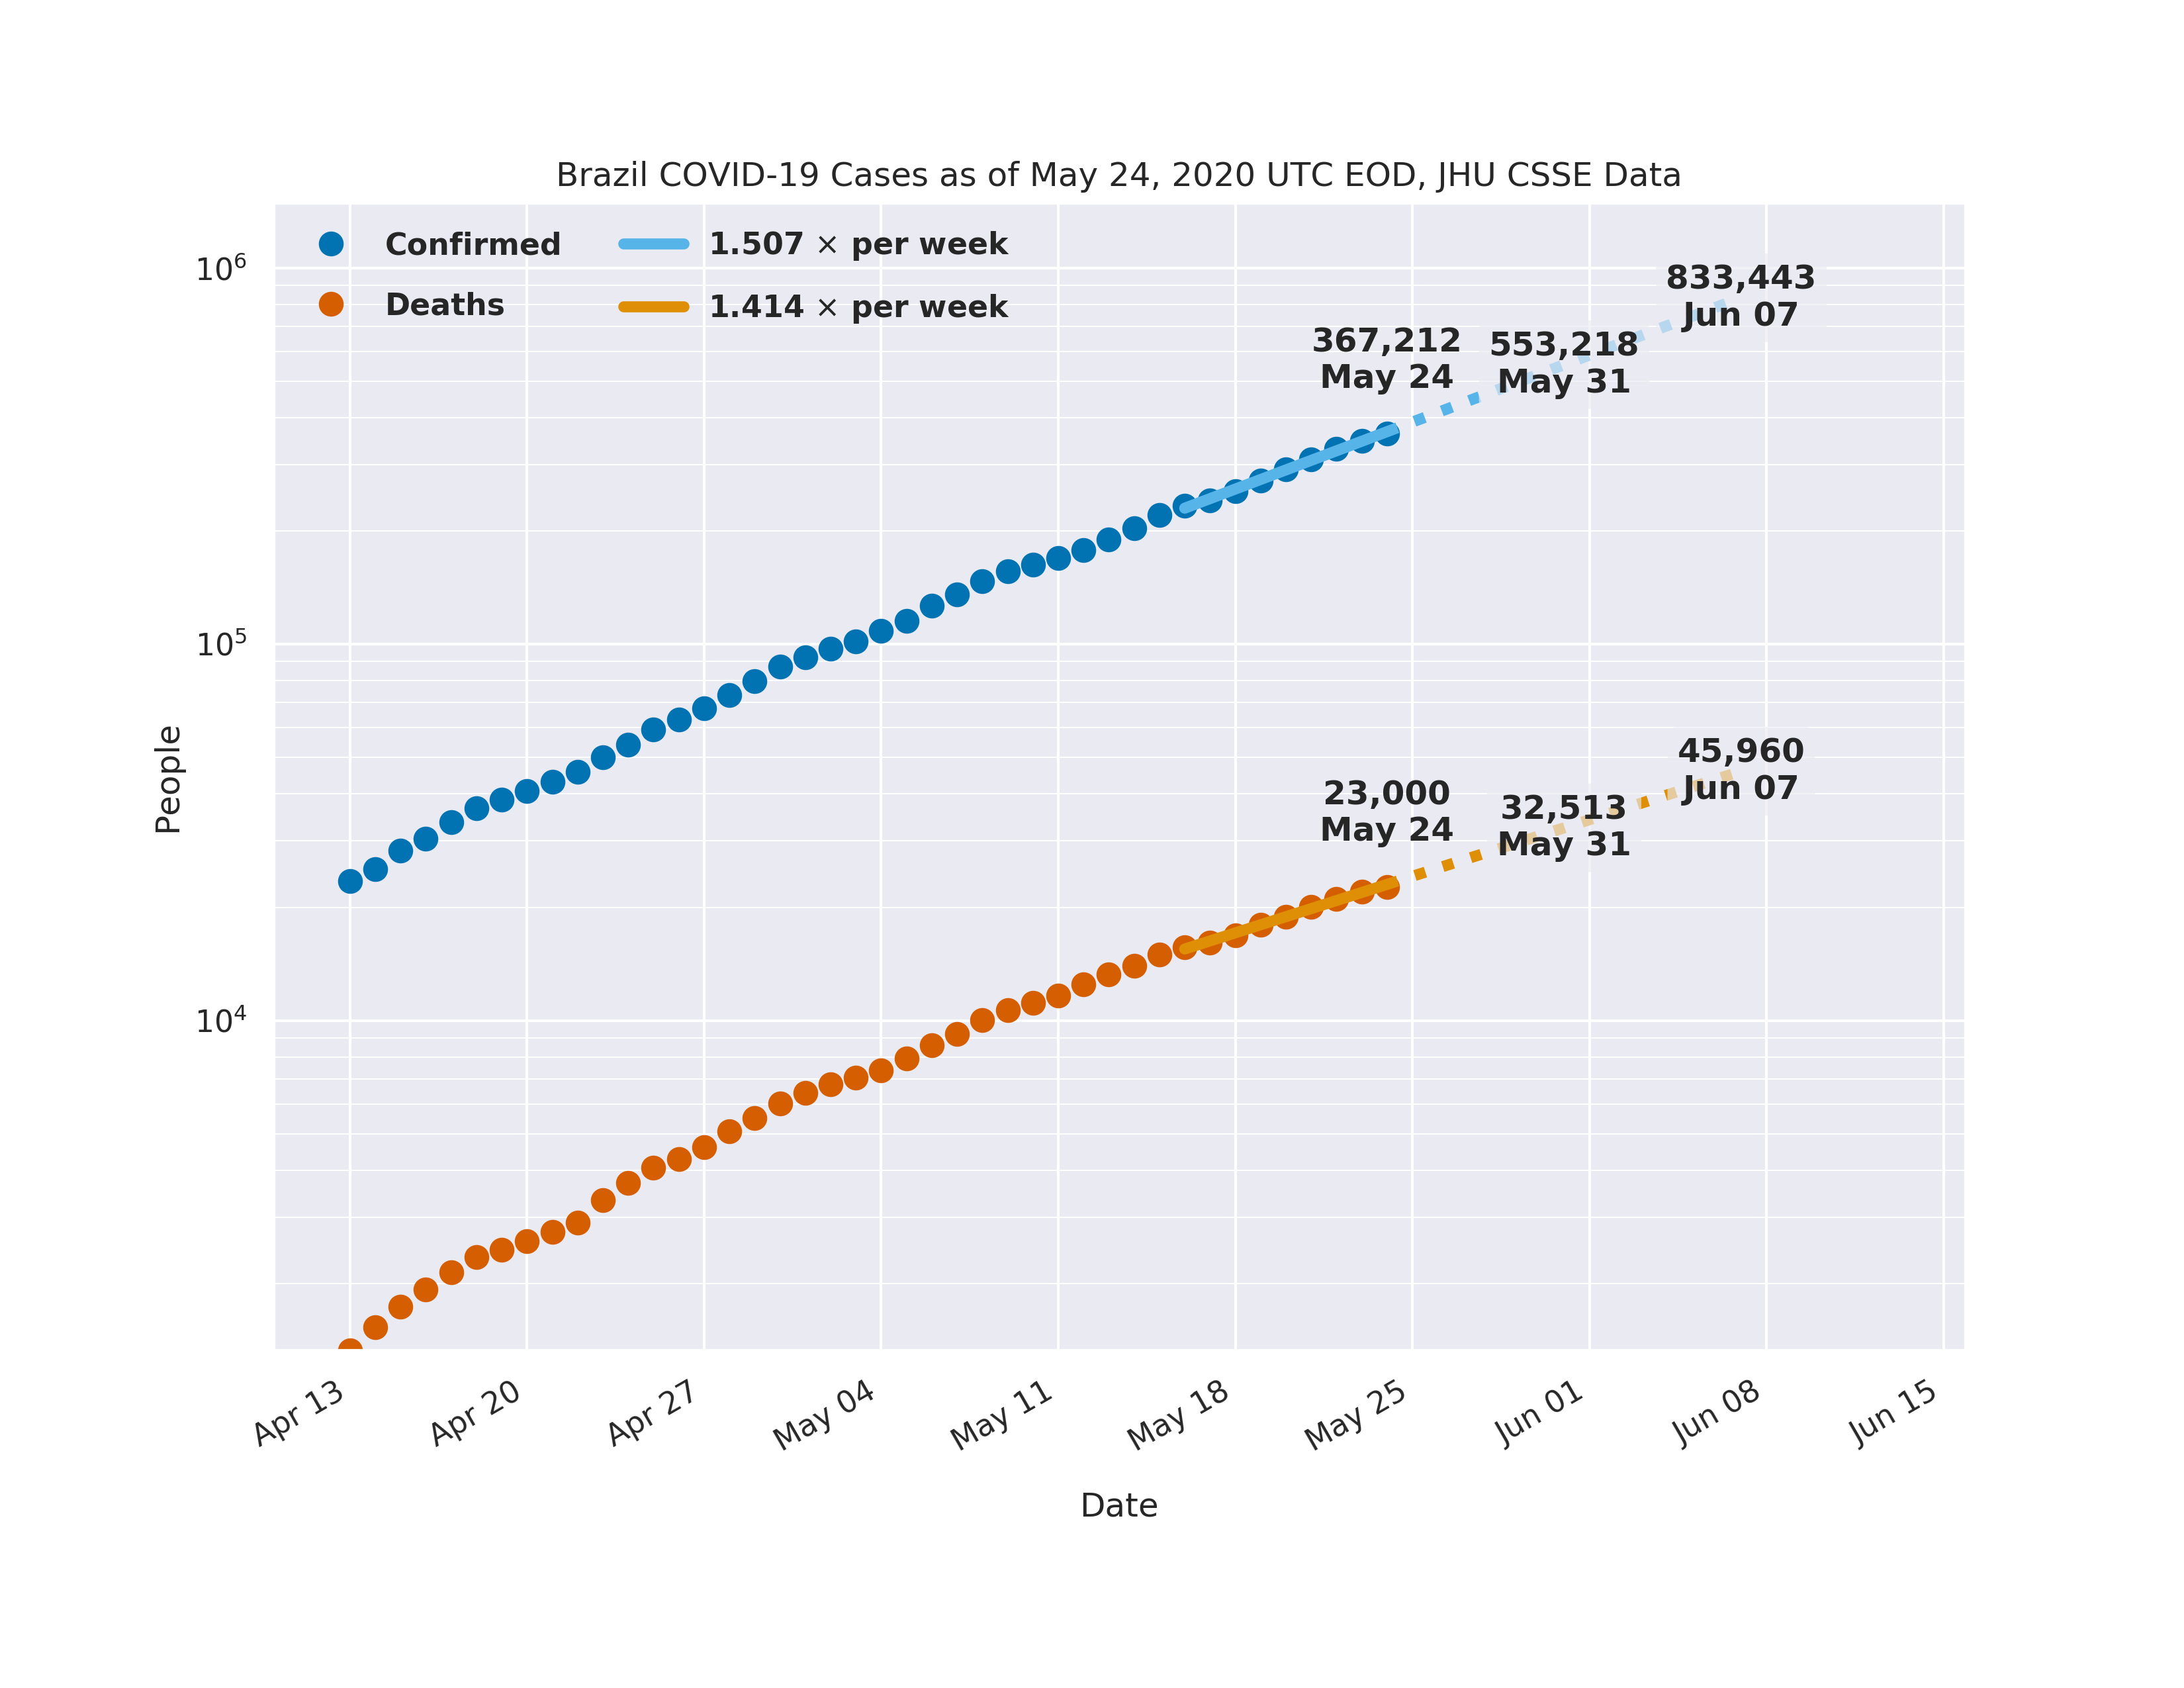 Brazil COVID-19 Cases as of May 24, 2020 UTC EOD, JHU CSSE Data
Confirmed
Deaths
1.507 × per week
1.414 × per week
833,443
Jun 07
367,212
May 24
553,218
May 31
45,960
Jun 07
23,000
May 24
32,513
May 31
10⁶
10⁵
10⁴
People
Apr 13
Apr 20
Apr 27
May 04
May 11
May 18
May 25
Jun 01
Jun 08
Jun 15
Date